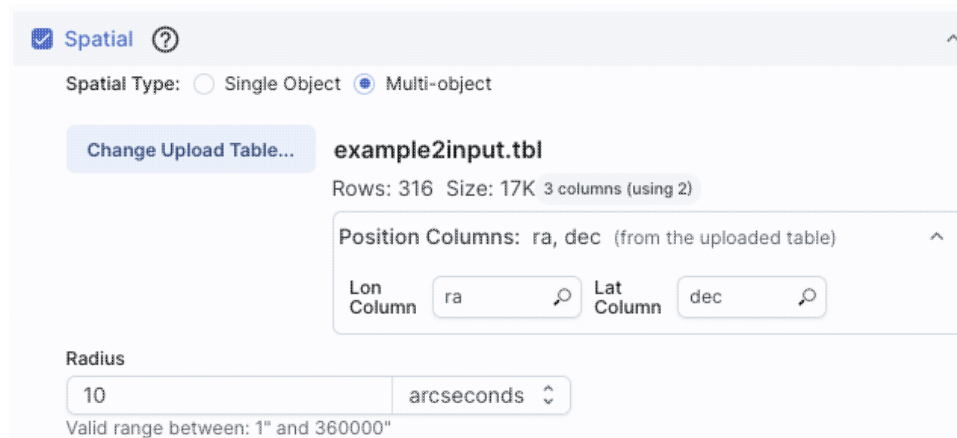 Spatial ?
Spatial Type: Single Object Multi-object
Change Upload Table... example2input.tbl
Rows: 316 Size: 17K 3 columns (using 2)
Position Columns: ra, dec (from the uploaded table)
Lon Column ra Lat Column dec
Radius
10 arcseconds
Valid range between: 1" and 360000"